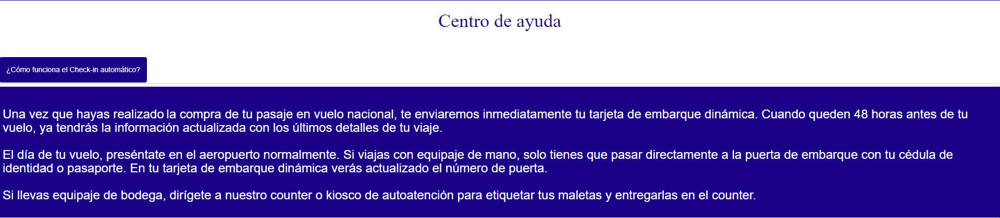 Centro de ayuda
¿Cómo funciona el Check-in automático?
Una vez que hayas realizado la compra de tu pasaje en vuelo nacional, te enviaremos inmediatamente tu tarjeta de embarque dinámica. Cuando queden 48 horas antes de tu
vuelo, ya tendrás la información actualizada con los últimos detalles de tu viaje.
El día de tu vuelo, preséntate en el aeropuerto normalmente. Si viajas con equipaje de mano, solo tienes que pasar directamente a la puerta de embarque con tu cédula de
identidad o pasaporte. En tu tarjeta de embarque dinámica verás actualizado el número de puerta.
Si llevas equipaje de bodega, dirígete a nuestro counter o kiosco de autoatención para etiquetar tus maletas y entregarlas en el counter.